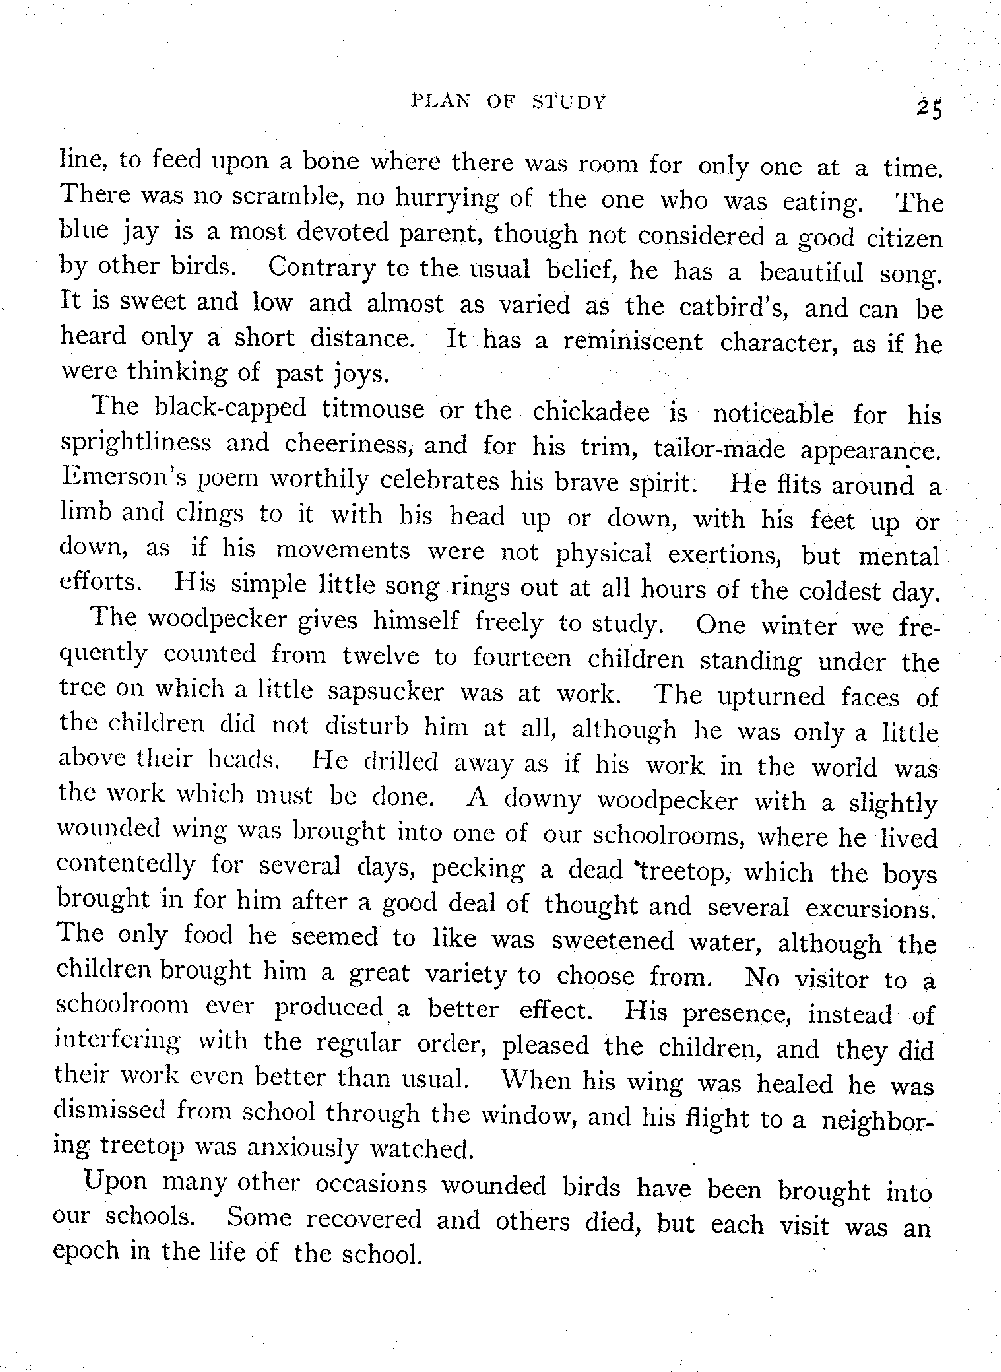 PLAN OF STUDY 25
line, to feed upon a bone where there was room for only one at a time.
There was no scramble, no hurrying of the one who was eating. The
blue jay is a most devoted parent, though not considered a good citizen
by other birds. Contrary to the usual belief, he has a beautiful song.
It is sweet and low and almost as varied as the catbird's, and can be
heard only a short distance. It has a reminiscent character, as if he
were thinking of past joys.
The black-capped titmouse or the chickadee is noticeable for his
sprightliness and cheeriness, and for his trim, tailor-made appearance.
Emerson's poem worthily celebrates his brave spirit. He flits around a
limb and clings to it with his head up or down, with his feet up or
down, as if his movements were not physical exertions, but mental
efforts. His simple little song rings out at all hours of the coldest day.
The woodpecker gives himself freely to study. One winter we fre-
quently counted from twelve to fourteen children standing under the
tree on which a little sapsucker was at work. The upturned faces of
the children did not disturb him at all, although he was only a little
above their heads. He drilled away as if his work in the world was
the work which must be done. A downy woodpecker with a slightly
wounded wing was brought into one of our schoolrooms, where he lived
contentedly for several days, pecking a dead treetop, which the boys
brought in for him after a good deal of thought and several excursions.
The only food he seemed to like was sweetened water, although the
children brought him a great variety to choose from. No visitor to a
schoolroom ever produced a better effect. His presence, instead of
interfering with the regular order, pleased the children, and they did
their work even better than usual. When his wing was healed he was
dismissed from school through the window, and his flight to a neighbor-
ing treetop was anxiously watched.
Upon many other occasions wounded birds have been brought into
our schools. Some recovered and others died, but each visit was an
epoch in the life of the school.